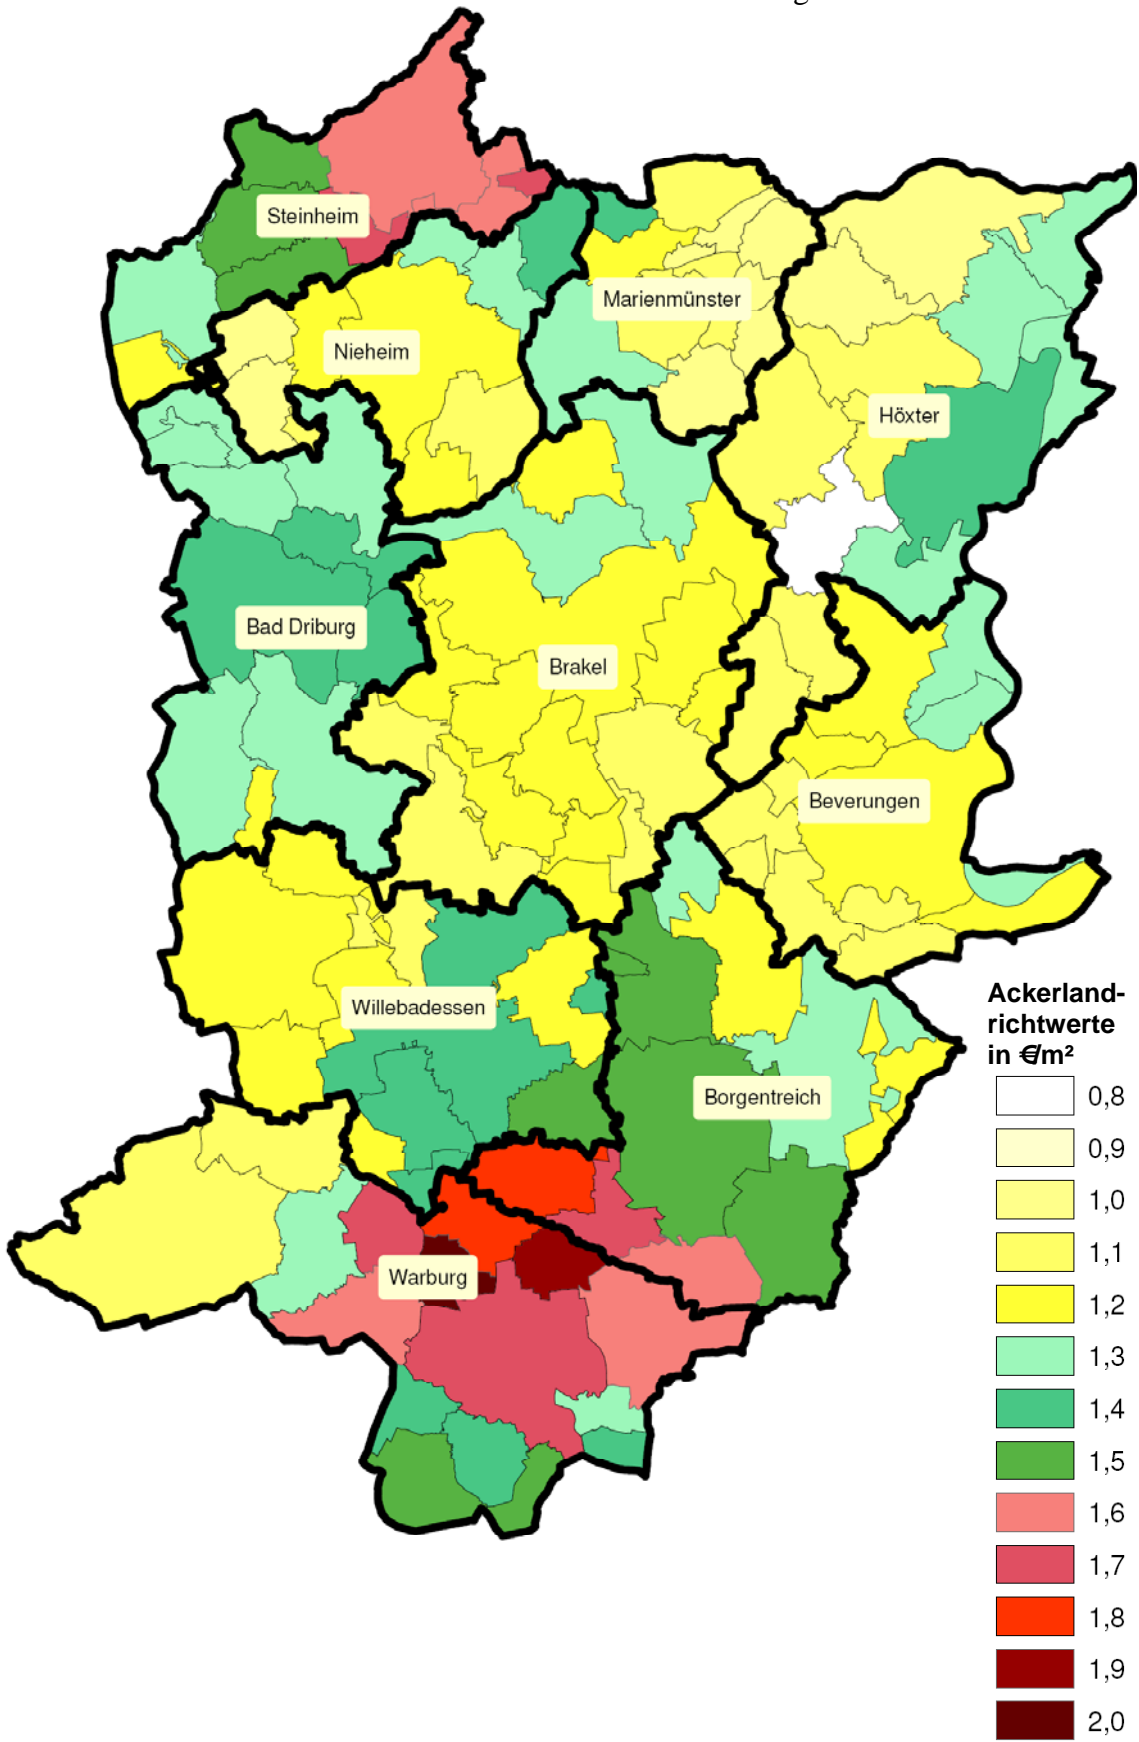 Steinheim
Marienmünster
Nieheim
Höxter
Bad Driburg
Brakel
Beverungen
Willebadessen
Borgentreich
Warburg
Ackerland-
richtwerte
in €/m²
0,8
0,9
1,0
1,1
1,2
1,3
1,4
1,5
1,6
1,7
1,8
1,9
2,0